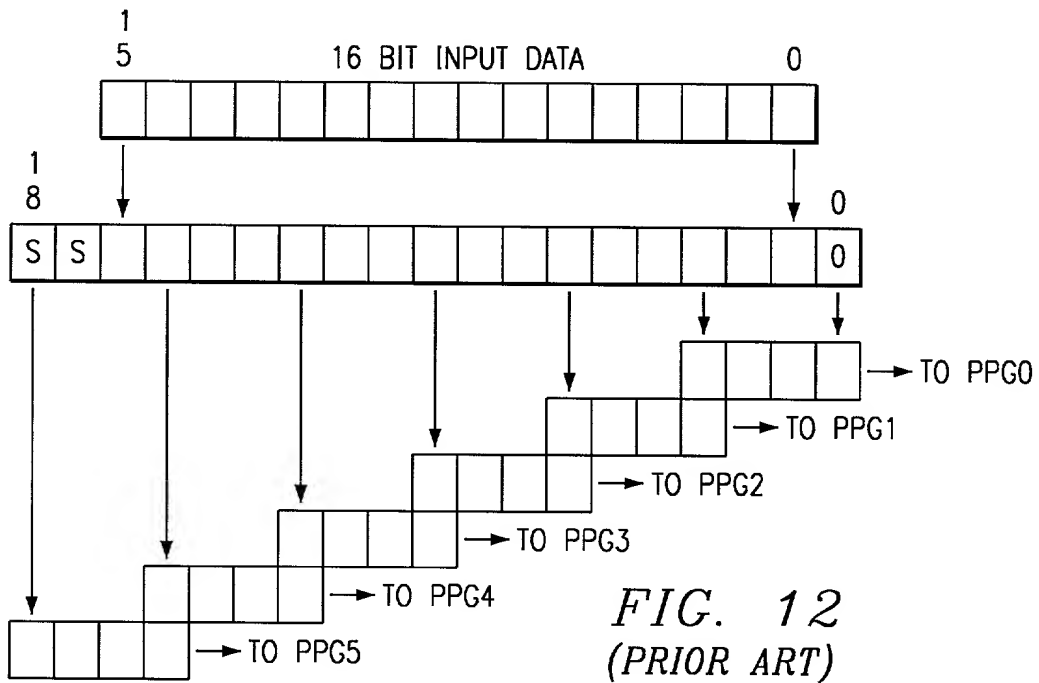 1
5 16 BIT INPUT DATA 0
1
8 0
S S 0
TO PPG0
TO PPG1
TO PPG2
TO PPG3
TO PPG4
TO PPG5
FIG. 12
(PRIOR ART)